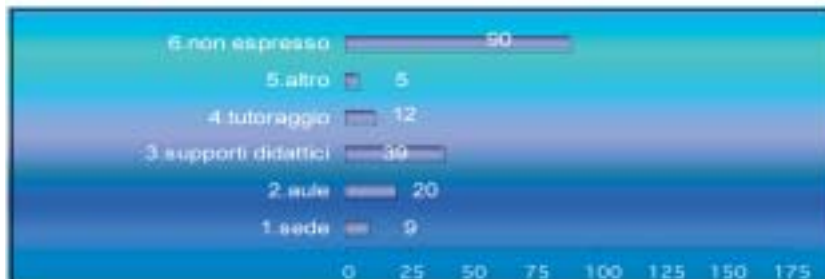 6.non espresso 90
5.altro 5
4.tutoraggio 12
3.supporti didattici 39
2.aule 20
1.sede 9
0 25 50 75 100 125 150 175